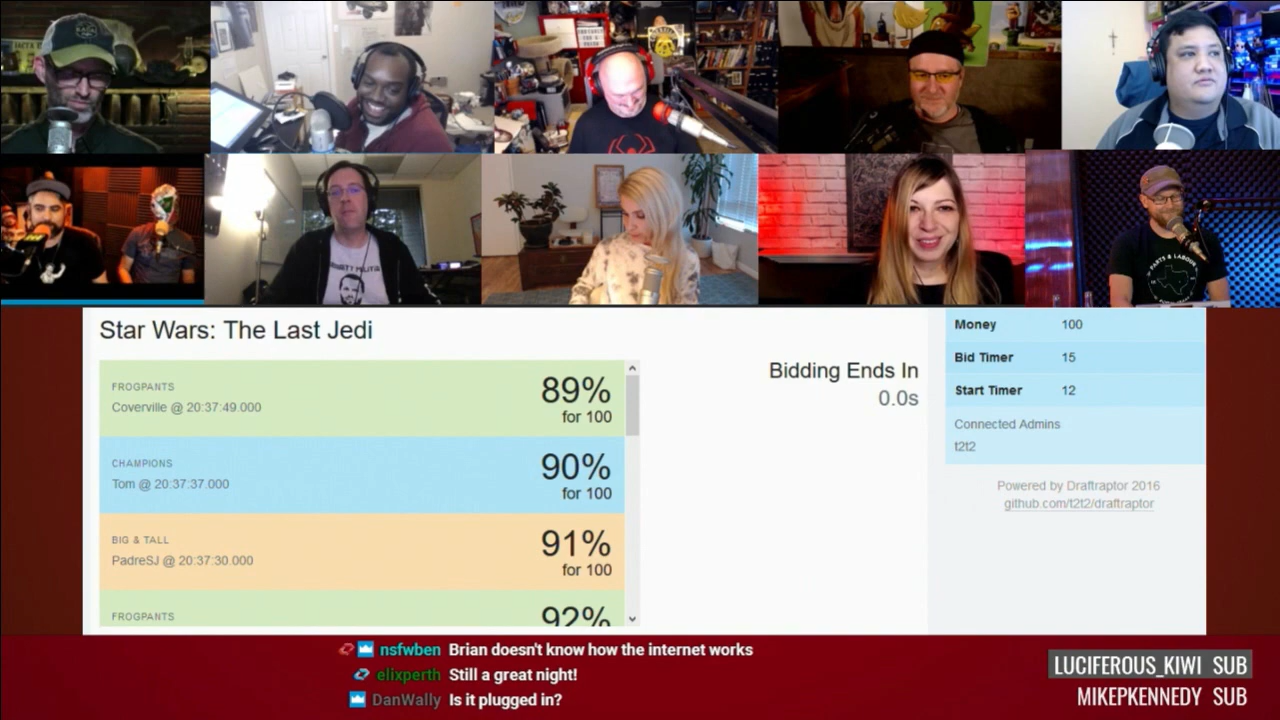 PARTS & LABOUR
Star Wars: The Last Jedi
FROGPANTS
Coverville @ 20:37:49.000
89%
for 100
CHAMPIONS
Tom @ 20:37:37.000
90%
for 100
BIG & TALL
PadreSJ @ 20:37:30.000
91%
for 100
FROGPANTS
92%
Bidding Ends In
0.0s
Money 100
Bid Timer 15
Start Timer 12
Connected Admins
t2t2
Powered by Draftraptor 2016
github.com/t2t2/draftraptor
nsfwben Brian doesn't know how the internet works
elixperth Still a great night!
DanWally Is it plugged in?
LUCIFEROUS_KIWI SUB
MIKEPKENNEDY SUB